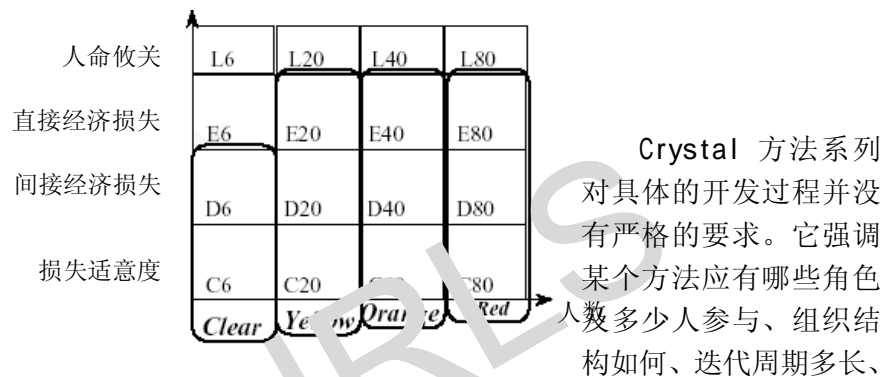 人命攸关 L6 L20 L40 L80
直接经济损失 E6 E20 E40 E80
间接经济损失 D6 D20 D40 D80
损失适意度 C6 C20 C80
Clear Orange Red 人数
Crystal 方法系列
对具体的开发过程并没
有严格的要求。它强调
某个方法应有哪些角色
及多少人参与、组织结
构如何、迭代周期多长、